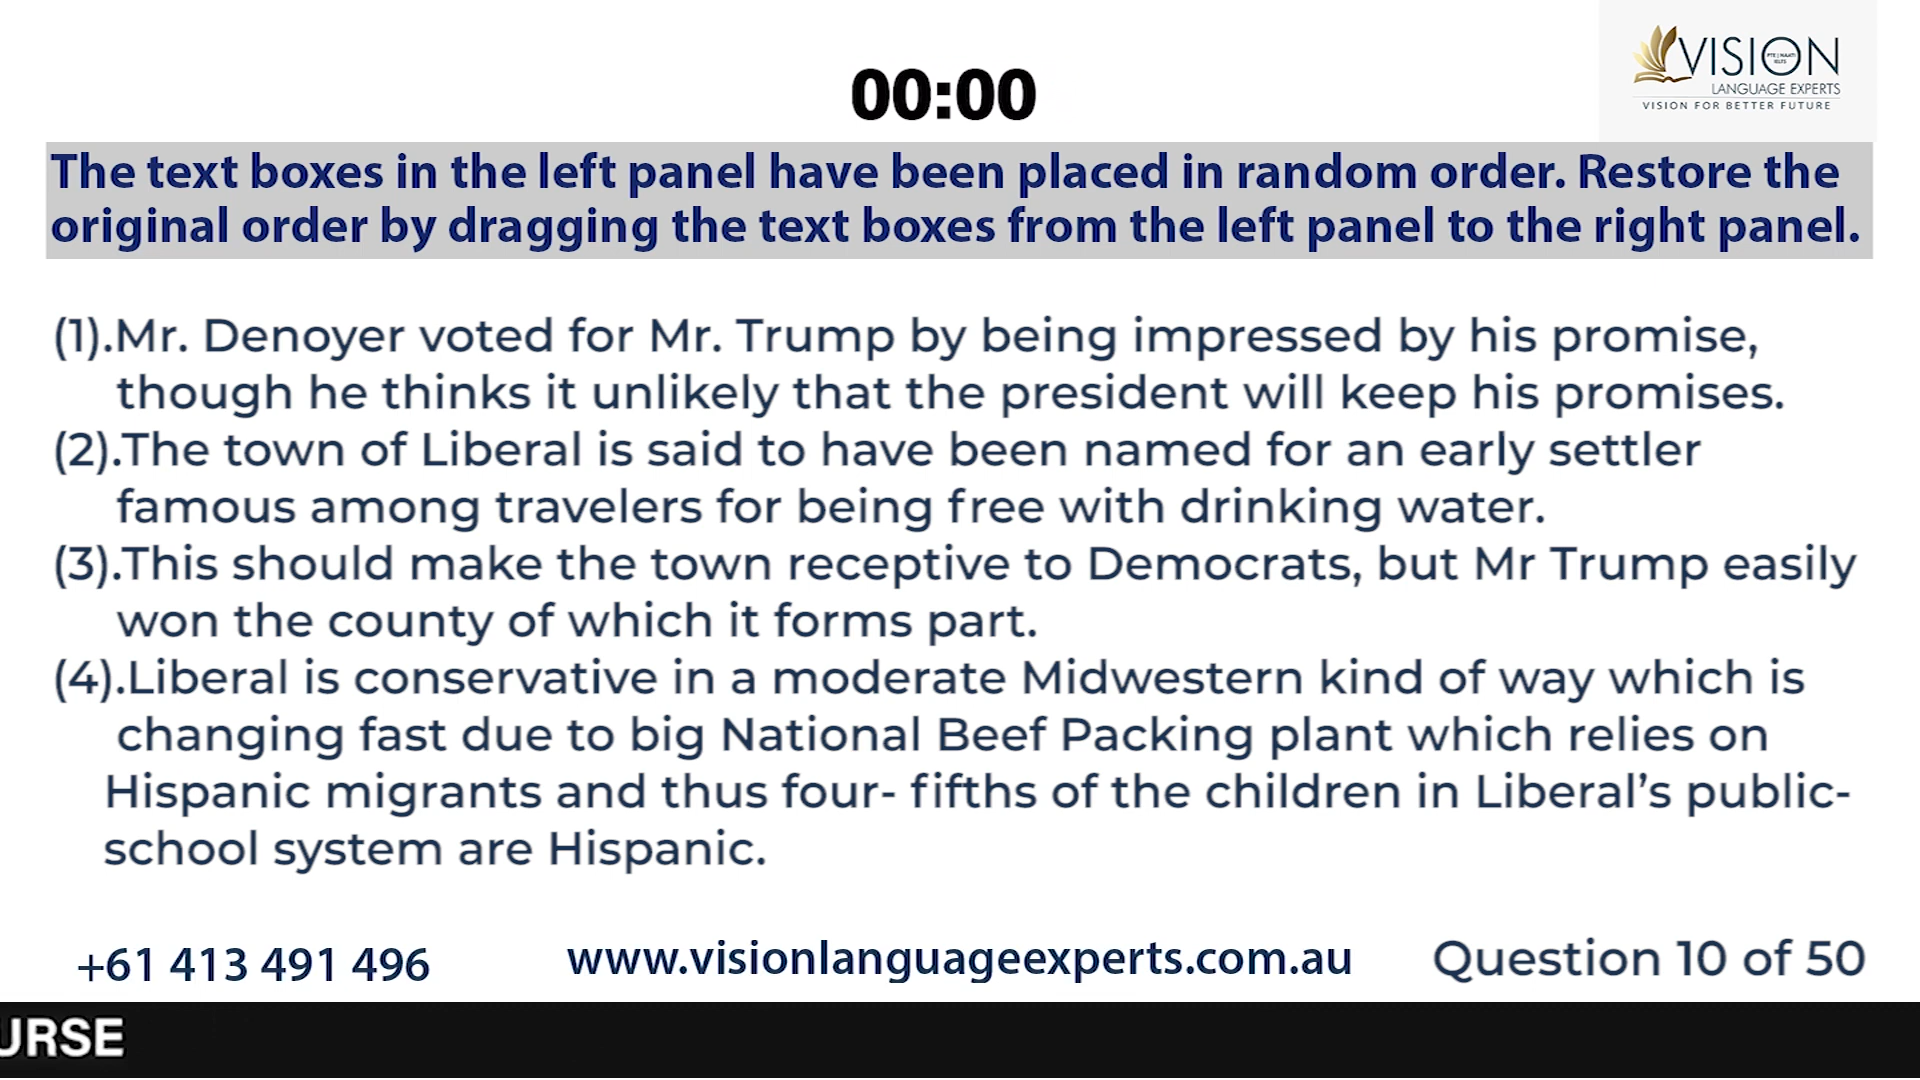 VISION
PTE | NAATI
IELTS
LANGUAGE EXPERTS
VISION FOR BETTER FUTURE
00:00
The text boxes in the left panel have been placed in random order. Restore the
original order by dragging the text boxes from the left panel to the right panel.
(1).Mr. Denoyer voted for Mr. Trump by being impressed by his promise,
though he thinks it unlikely that the president will keep his promises.
(2).The town of Liberal is said to have been named for an early settler
famous among travelers for being free with drinking water.
(3).This should make the town receptive to Democrats, but Mr Trump easily
won the county of which it forms part.
(4).Liberal is conservative in a moderate Midwestern kind of way which is
changing fast due to big National Beef Packing plant which relies on
Hispanic migrants and thus four- fifths of the children in Liberal’s public-
school system are Hispanic.
+61 413 491 496
www.visionlanguageexperts.com.au
Question 10 of 50
URSE